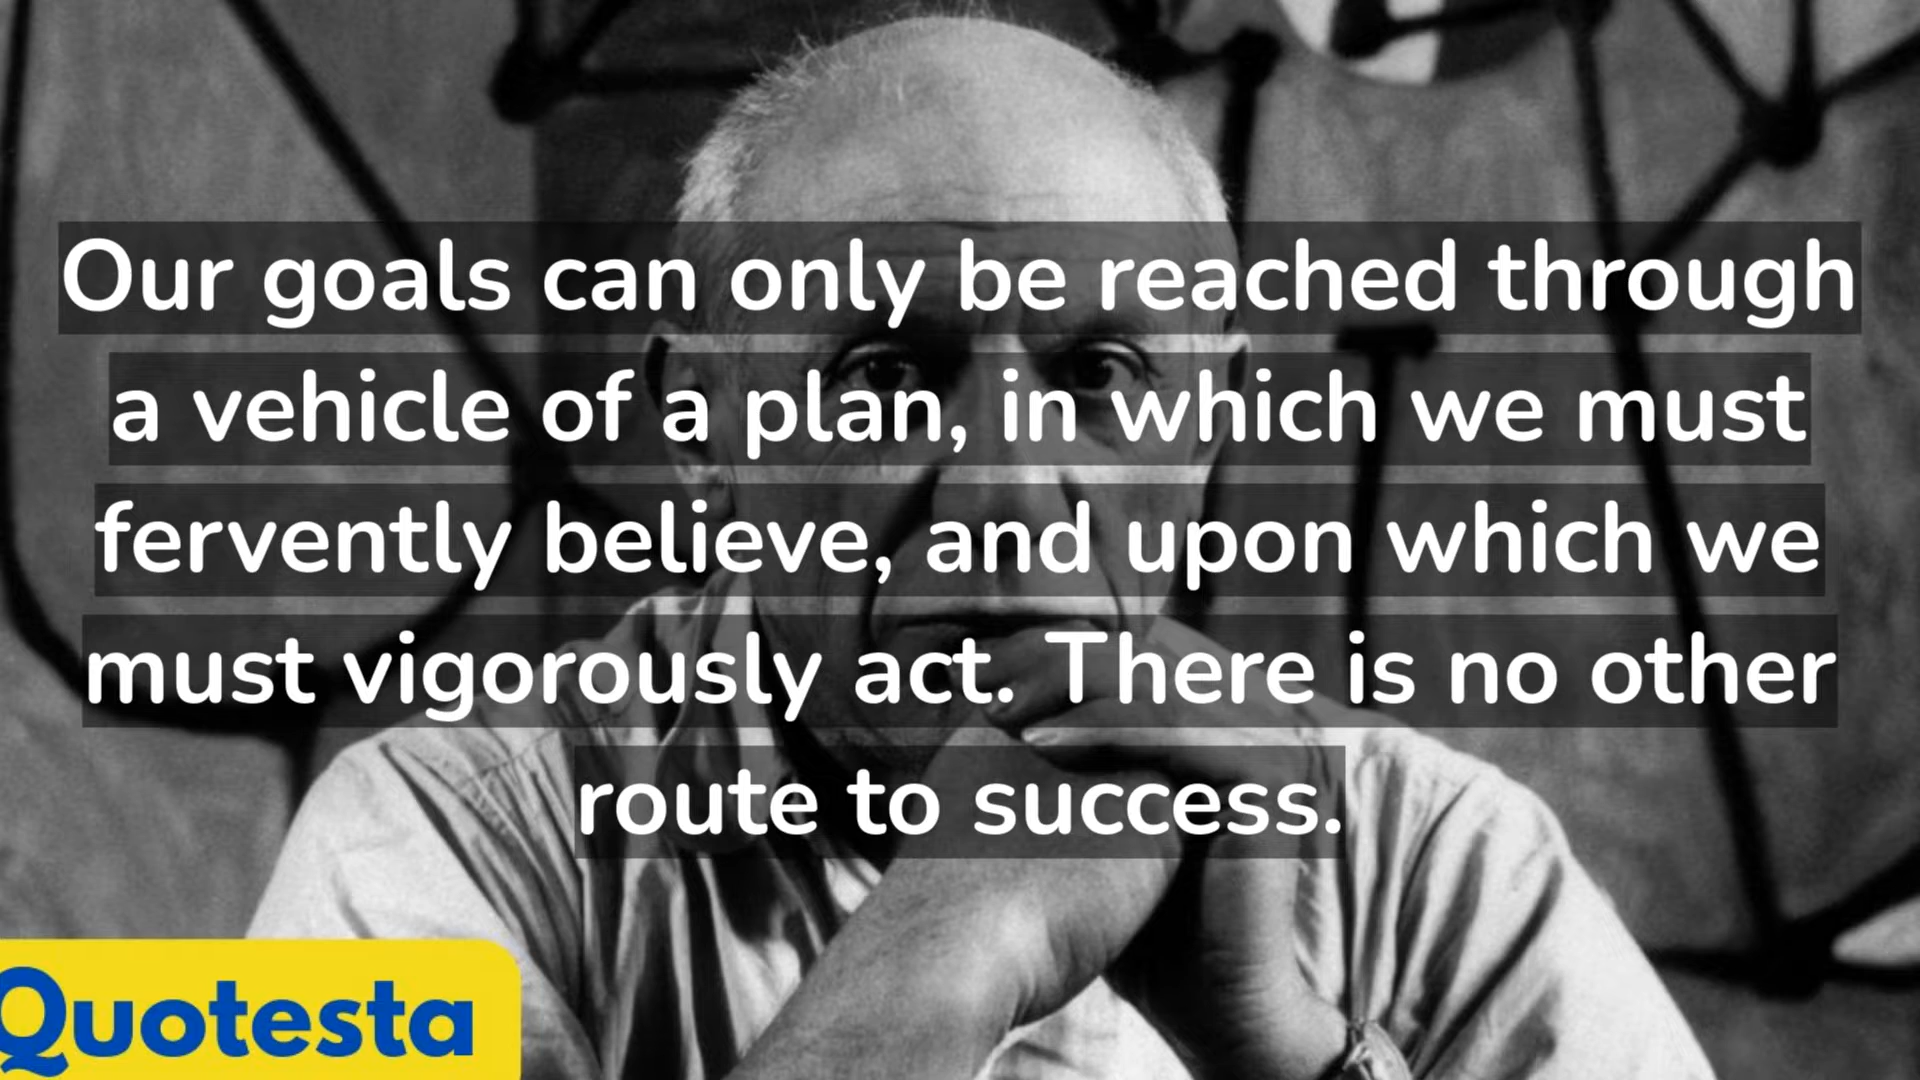 Our goals can only be reached through
a vehicle of a plan, in which we must
fervently believe, and upon which we
must vigorously act. There is no other
route to success.
Quotesta